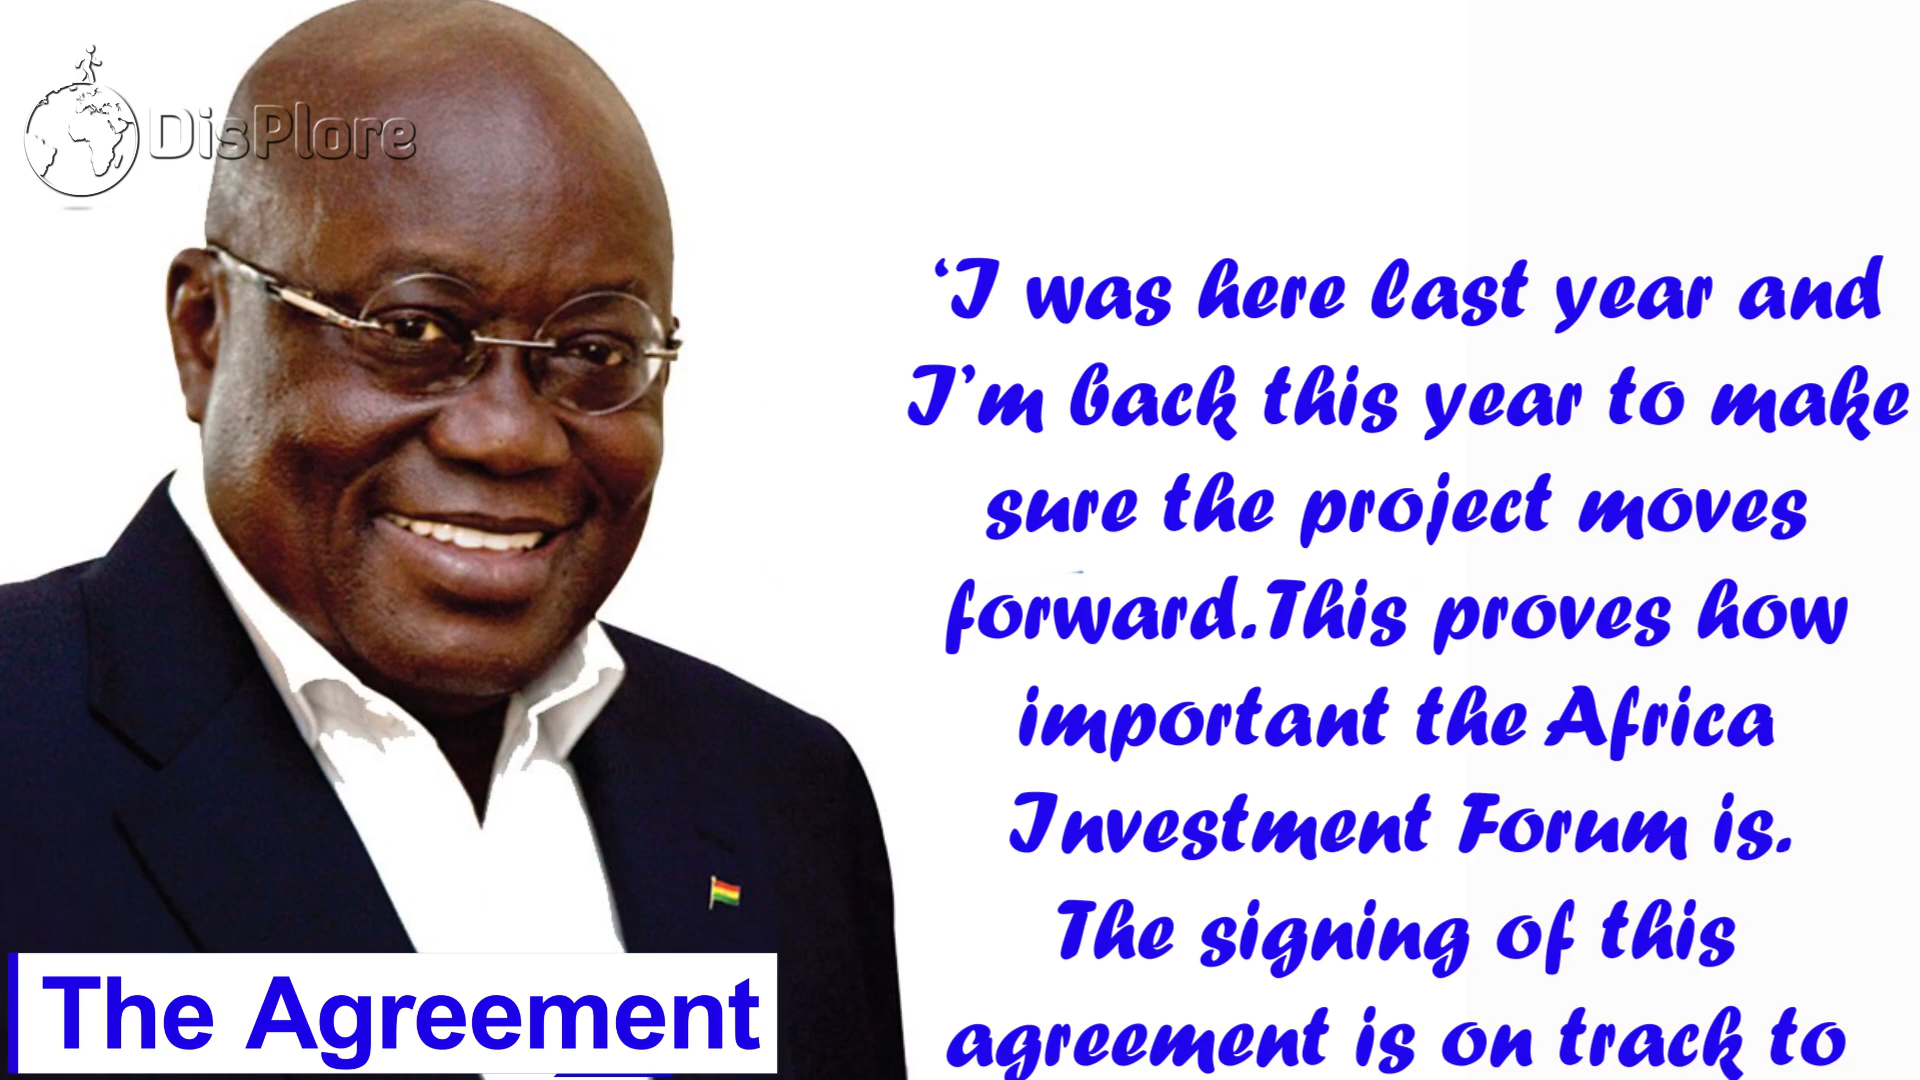 DisPlore
‘I was here last year and
I’m back this year to make
sure the project moves
forward.This proves how
important the Africa
Investment Forum is.
The signing of this
agreement is on track to
The Agreement